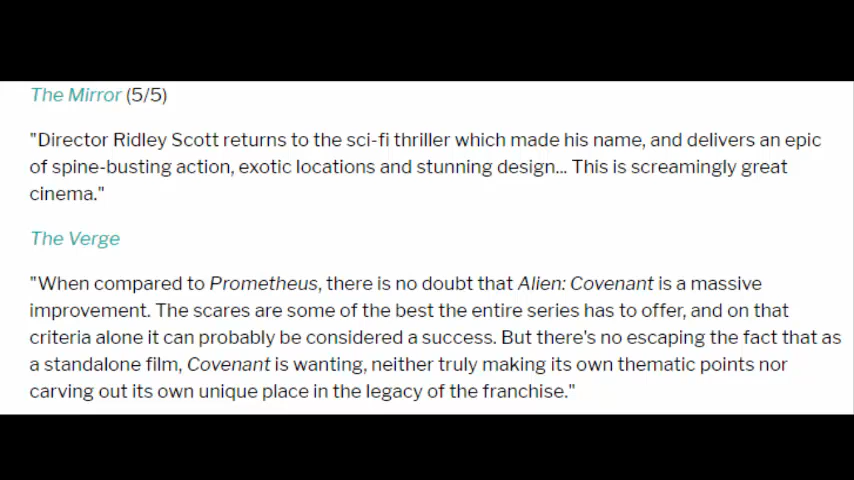 The Mirror (5/5)
"Director Ridley Scott returns to the sci-fi thriller which made his name, and delivers an epic
of spine-busting action, exotic locations and stunning design... This is screamingly great
cinema."
The Verge
"When compared to Prometheus, there is no doubt that Alien: Covenant is a massive
improvement. The scares are some of the best the entire series has to offer, and on that
criteria alone it can probably be considered a success. But there's no escaping the fact that as
a standalone film, Covenant is wanting, neither truly making its own thematic points nor
carving out its own unique place in the legacy of the franchise."